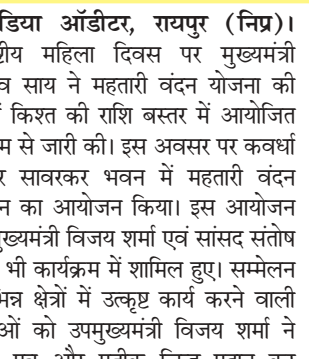 डिया ऑडीटर, रायपुर (निप्र)।
ष्ट्रीय महिला दिवस पर मुख्यमंत्री
व साय ने महतारी वंदन योजना की
किश्त की राशि बस्तर में आयोजित
म से जारी की। इस अवसर पर कवर्धा
र सावरकर भवन में महतारी वंदन
न का आयोजन किया। इस आयोजन
मुख्यमंत्री विजय शर्मा एवं सांसद संतोष
भी कार्यक्रम में शामिल हुए। सम्मेलन
भिन्न क्षेत्रों में उत्कृष्ट कार्य करने वाली
ओं को उपमुख्यमंत्री विजय शर्मा ने